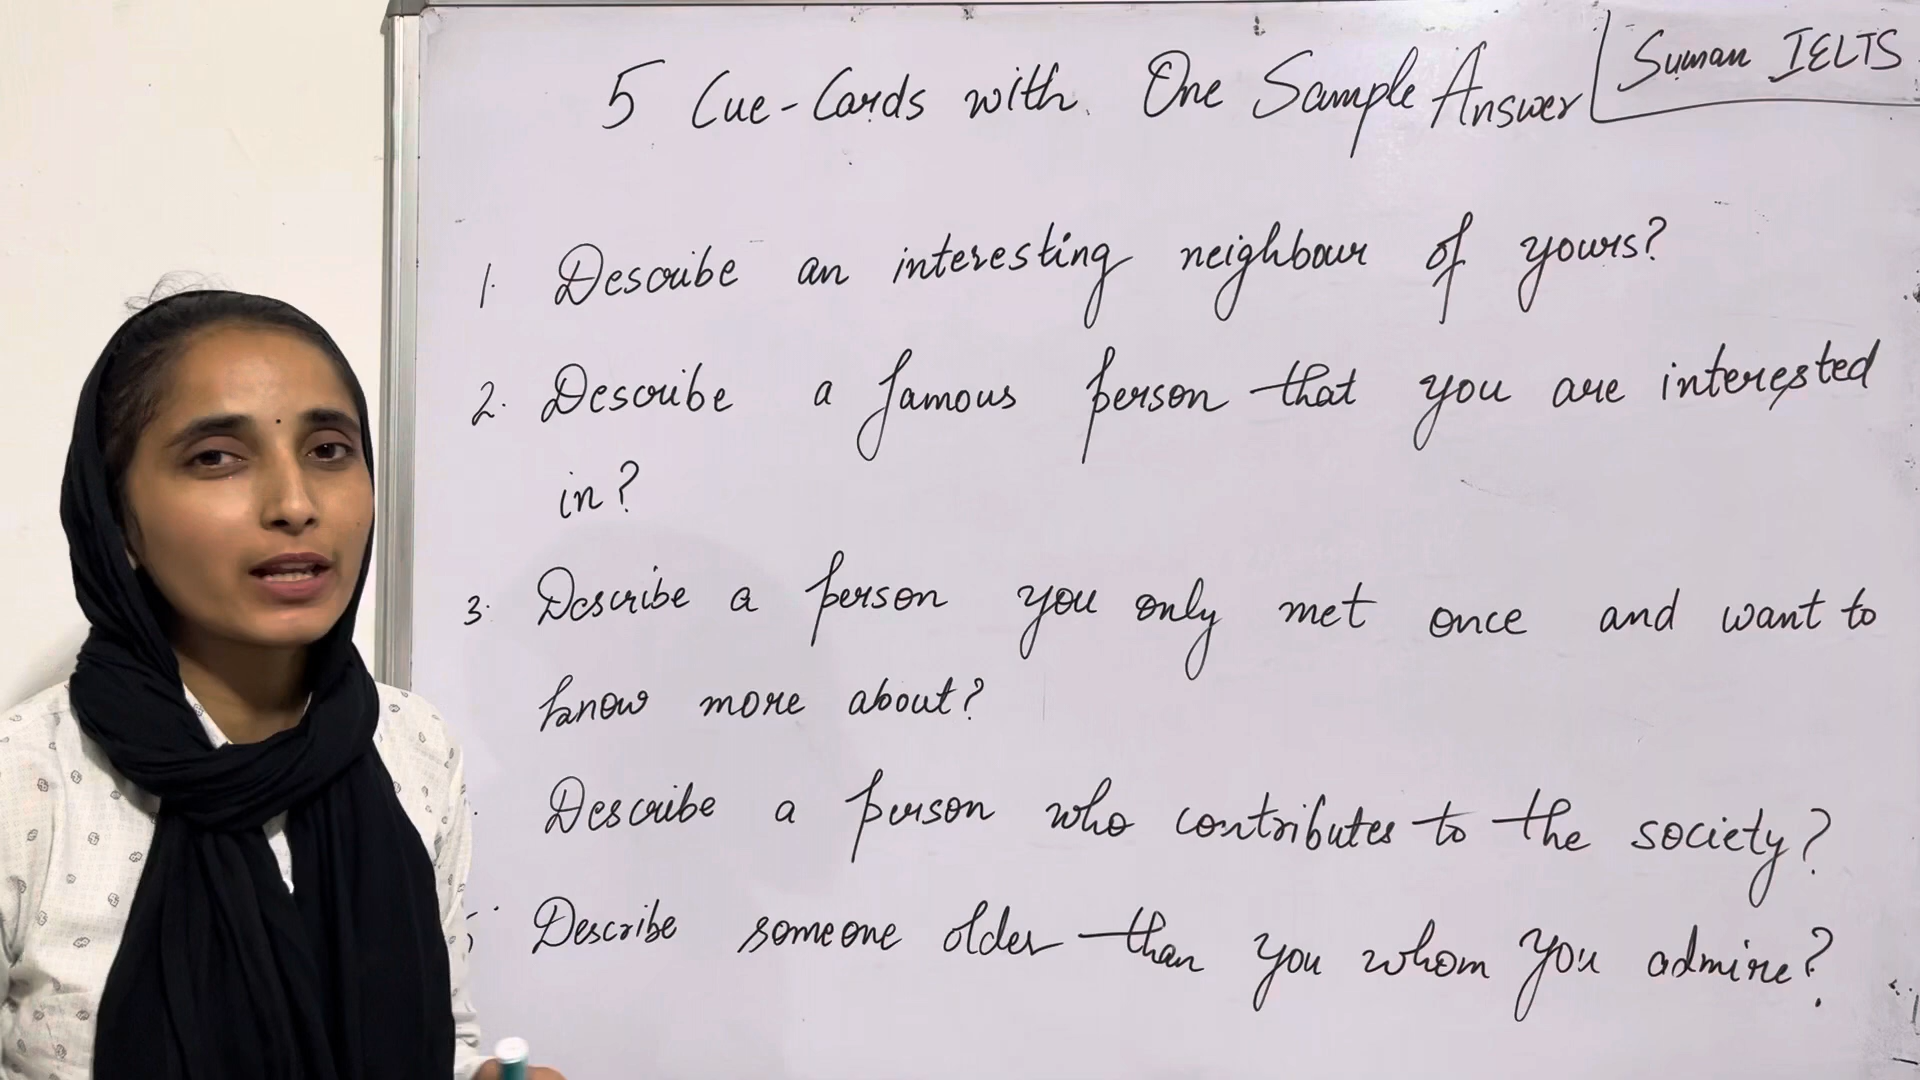 5 Cue-Cards with One Sample Answer
Suman IELTS
1. Describe an interesting neighbour of yours?
2. Describe a famous person that you are interested
in?
3. Describe a person you only met once and want to
know more about?
Describe a person who contributes to the society?
Describe someone older than you whom you admire?